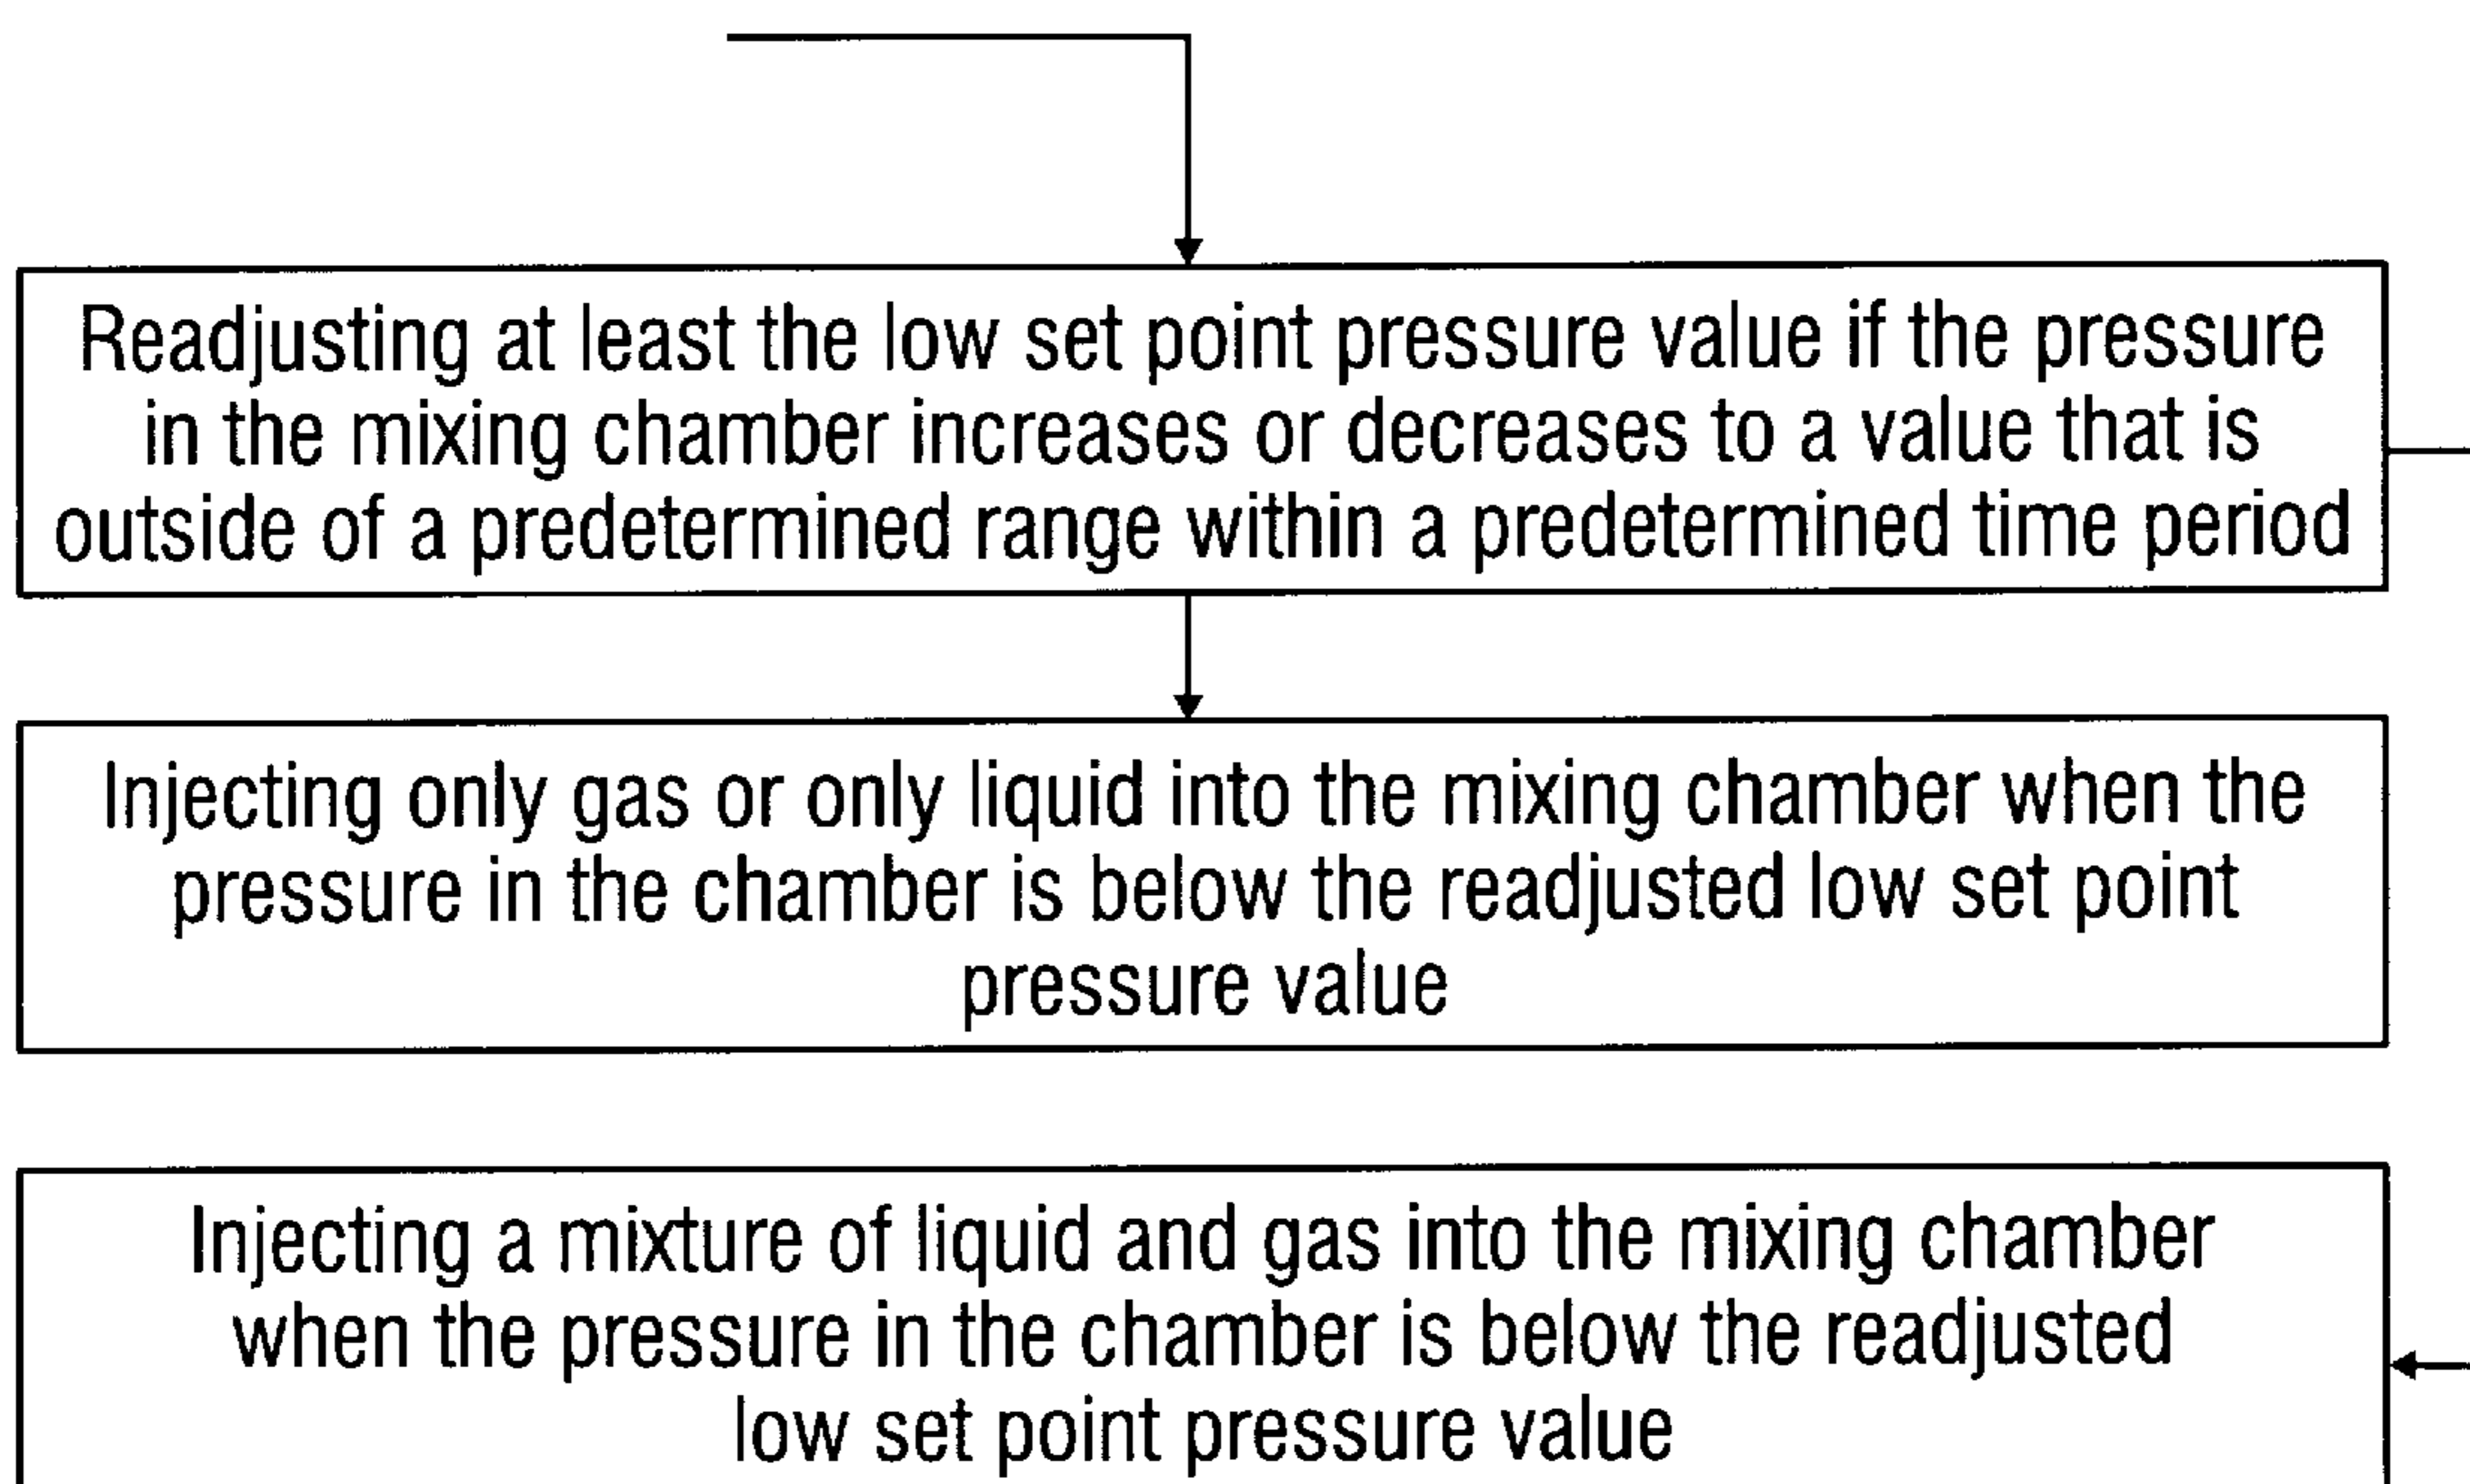 Readjusting at least the low set point pressure value if the pressure
in the mixing chamber increases or decreases to a value that is
outside of a predetermined range within a predetermined time period
Injecting only gas or only liquid into the mixing chamber when the
pressure in the chamber is below the readjusted low set point
pressure value
Injecting a mixture of liquid and gas into the mixing chamber
when the pressure in the chamber is below the readjusted
low set point pressure value